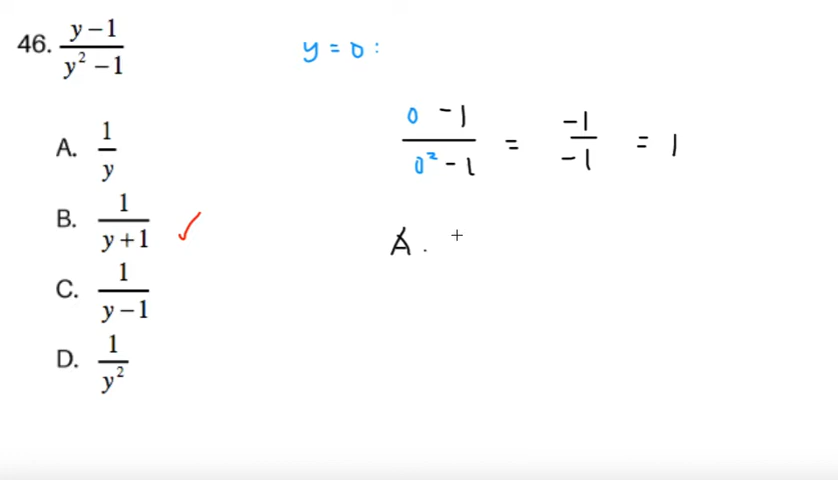 46. (y – 1)/(y² – 1)
y = 0 :
(0 - 1)/(0² - 1) = -1/-1 = 1
A. 1/y
B. 1/(y+1) ✓
A .
C. 1/(y–1)
D. 1/y²